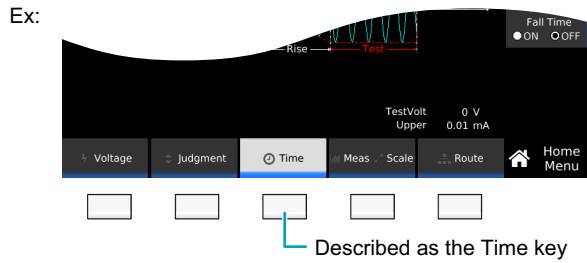 Ex:
Fall Time
ON OFF
Rise Test
TestVolt 0 V
Upper 0.01 mA
Voltage Judgment Time Meas Scale Route Home Menu
Described as the Time key